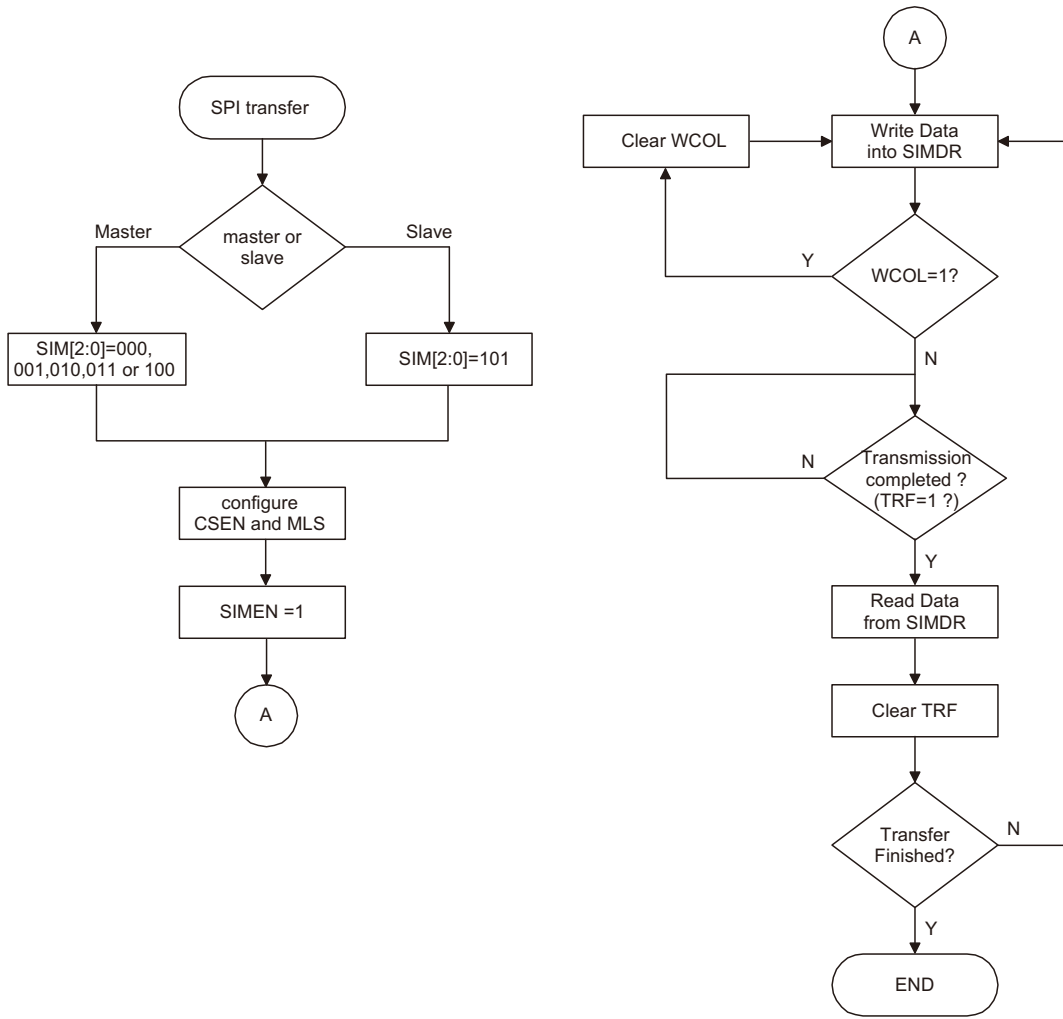 SPI transfer
master or
slave
Master
Slave
SIM[2:0]=000,
001,010,011 or 100
SIM[2:0]=101
configure
CSEN and MLS
SIMEN =1
A
A
Write Data
into SIMDR
Clear WCOL
WCOL=1?
Y
N
Transmission
completed ?
(TRF=1 ?)
N
Y
Read Data
from SIMDR
Clear TRF
Transfer
Finished?
N
Y
END